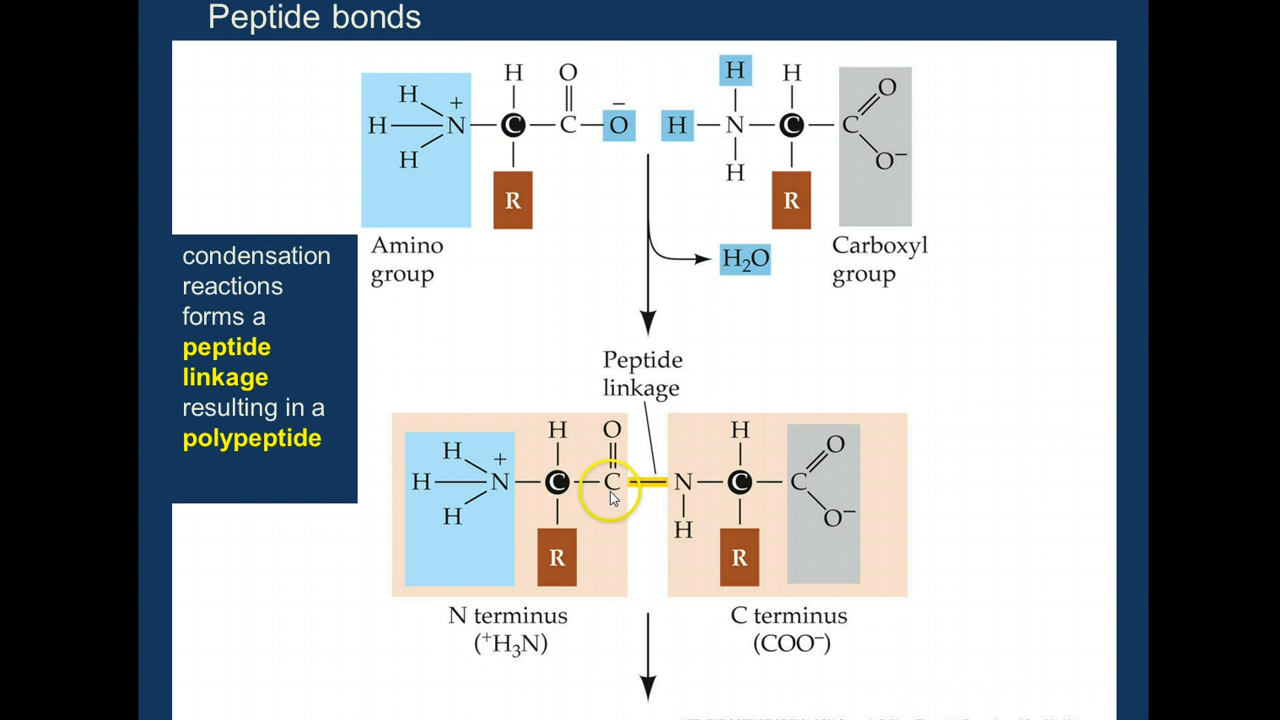 Peptide bonds
H H O − H H O
H + H
H N C C O H N C C
H H O−
R R
Amino
group
H2O
Carboxyl
group
condensation
reactions
forms a
peptide
linkage
resulting in a
polypeptide
Peptide
linkage
H H O H O
H + N C C N C C
H H O−
R R
N terminus
(+H3N)
C terminus
(COO−)